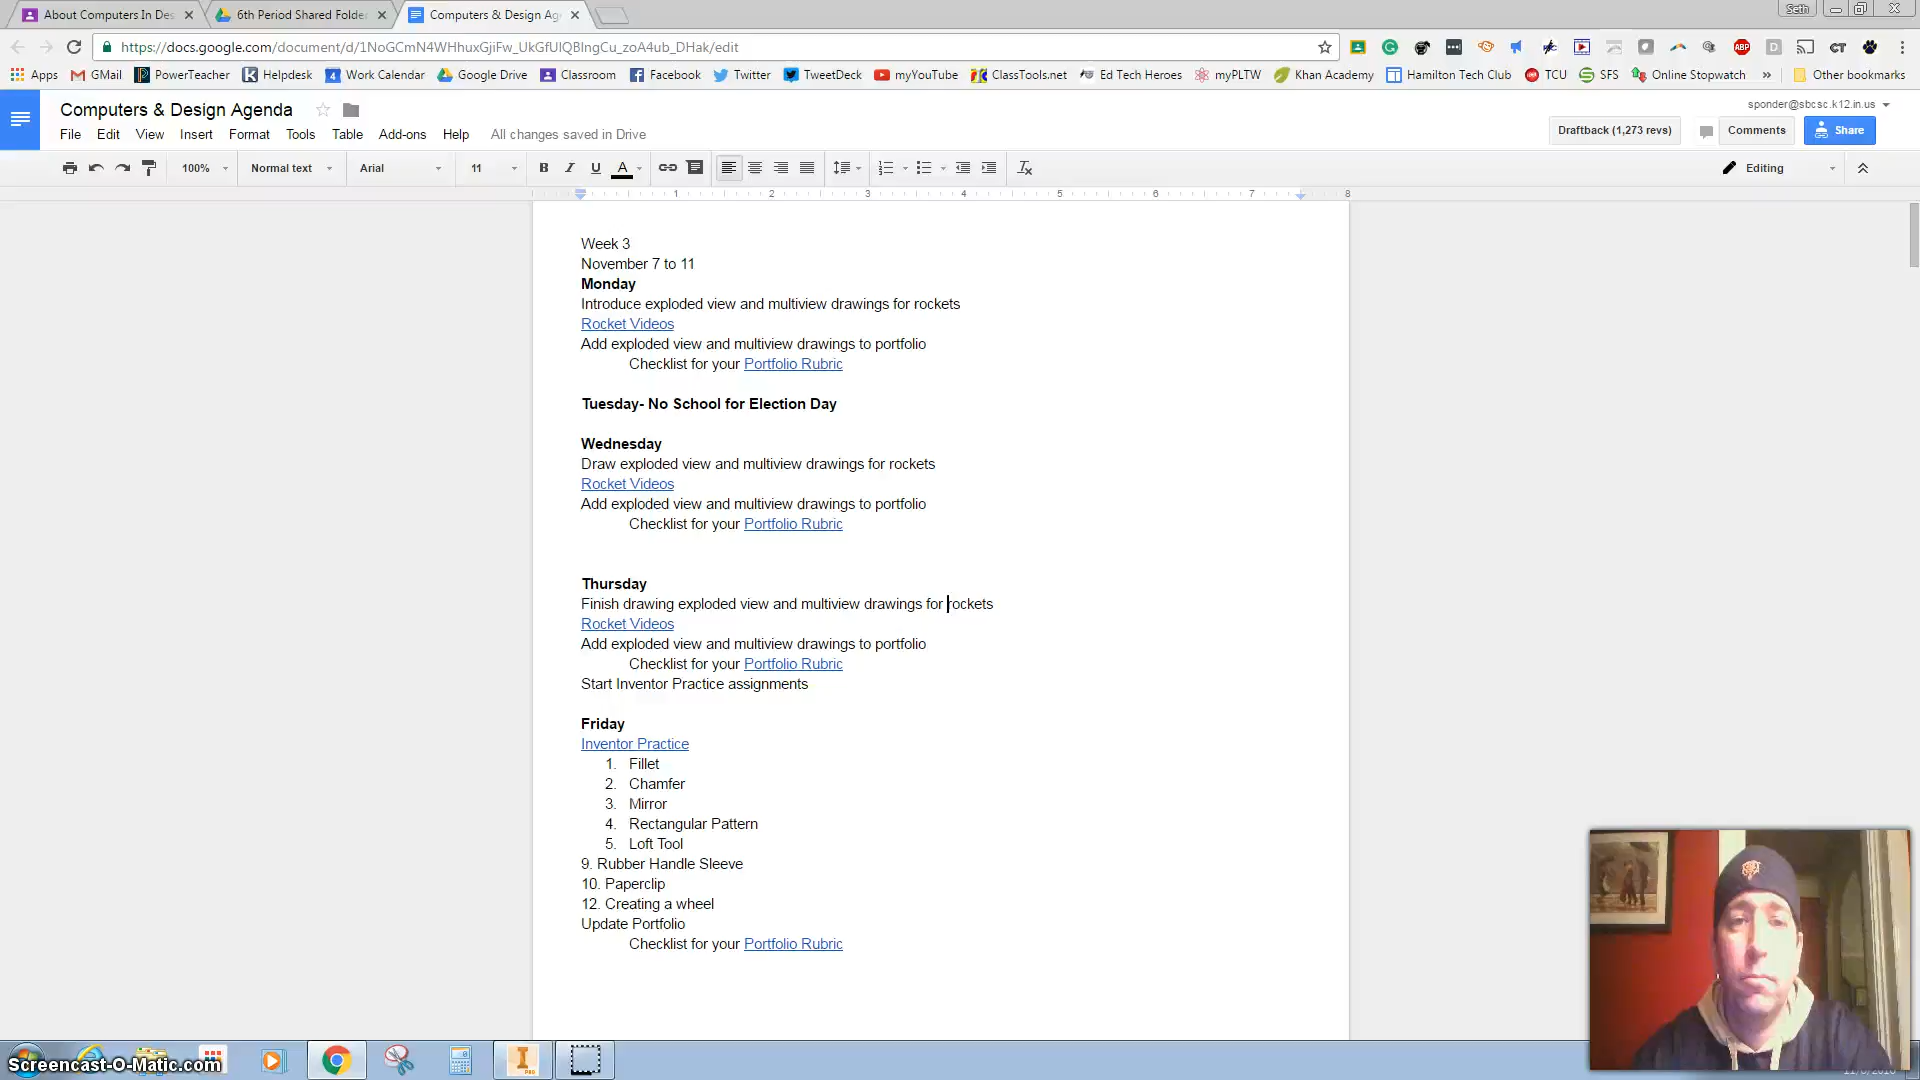 About Computers In Des
6th Period Shared Folde
Computers & Design Ag
Seth
https://docs.google.com/document/d/1NoGCmN4WHhuxGjiFw_UkGfUIQBIngCu_zoA4ub_DHak/edit
Apps GMail PowerTeacher Helpdesk Work Calendar Google Drive Classroom Facebook Twitter TweetDeck myYouTube ClassTools.net Ed Tech Heroes myPLTW Khan Academy Hamilton Tech Club TCU SFS Online Stopwatch » Other bookmarks
Computers & Design Agenda
sponder@sbcsc.k12.in.us
File Edit View Insert Format Tools Table Add-ons Help All changes saved in Drive
Draftback (1,273 revs) Comments Share
100% Normal text Arial 11 B I U A Editing
1 2 3 4 5 6 7 8
Week 3
November 7 to 11
Monday
Introduce exploded view and multiview drawings for rockets
Rocket Videos
Add exploded view and multiview drawings to portfolio
Checklist for your Portfolio Rubric
Tuesday- No School for Election Day
Wednesday
Draw exploded view and multiview drawings for rockets
Rocket Videos
Add exploded view and multiview drawings to portfolio
Checklist for your Portfolio Rubric
Thursday
Finish drawing exploded view and multiview drawings for rockets
Rocket Videos
Add exploded view and multiview drawings to portfolio
Checklist for your Portfolio Rubric
Start Inventor Practice assignments
Friday
Inventor Practice
1. Fillet
2. Chamfer
3. Mirror
4. Rectangular Pattern
5. Loft Tool
9. Rubber Handle Sleeve
10. Paperclip
12. Creating a wheel
Update Portfolio
Checklist for your Portfolio Rubric
Screencast-O-Matic.com